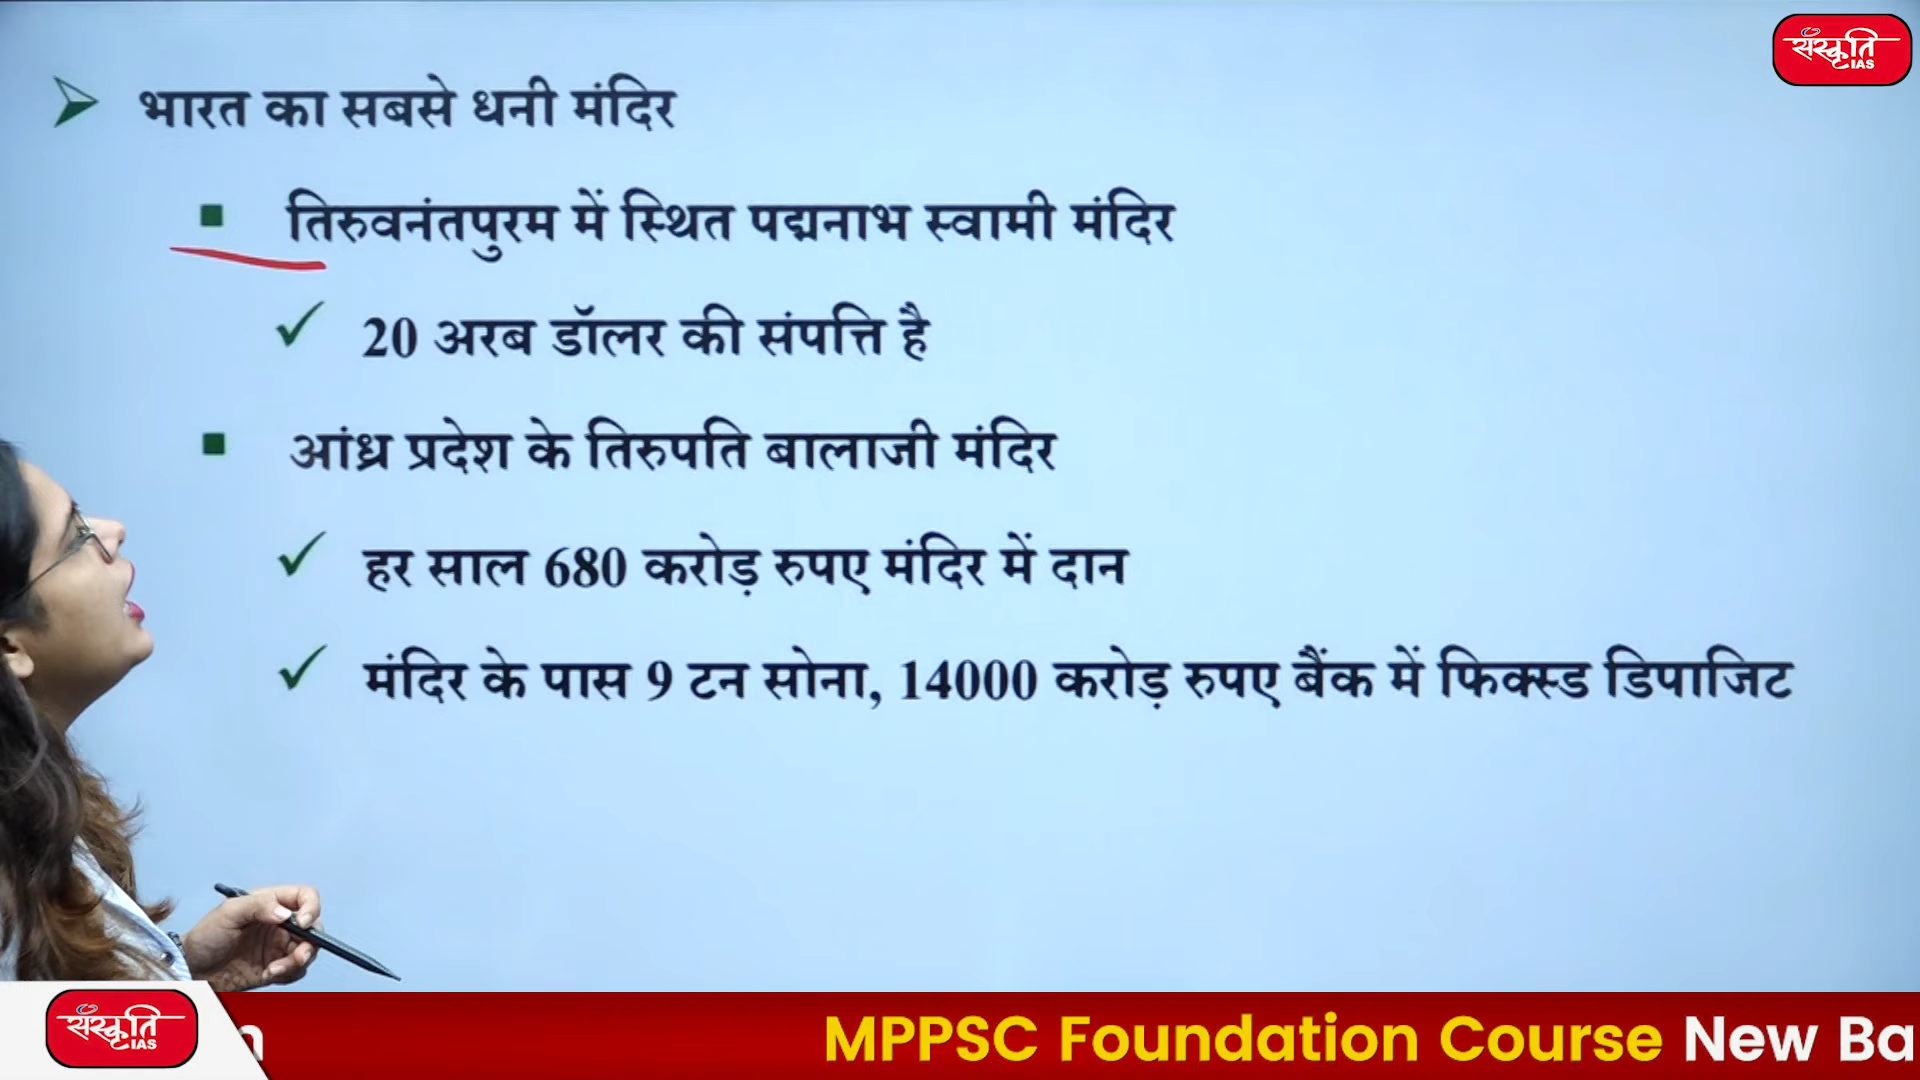 संस्कृति
IAS
भारत का सबसे धनी मंदिर
तिरुवनंतपुरम में स्थित पद्मनाभ स्वामी मंदिर
20 अरब डॉलर की संपत्ति है
आंध्र प्रदेश के तिरुपति बालाजी मंदिर
हर साल 680 करोड़ रुपए मंदिर में दान
मंदिर के पास 9 टन सोना, 14000 करोड़ रुपए बैंक में फिक्स्ड डिपाजिट
संस्कृति
IAS
MPPSC Foundation Course New Ba